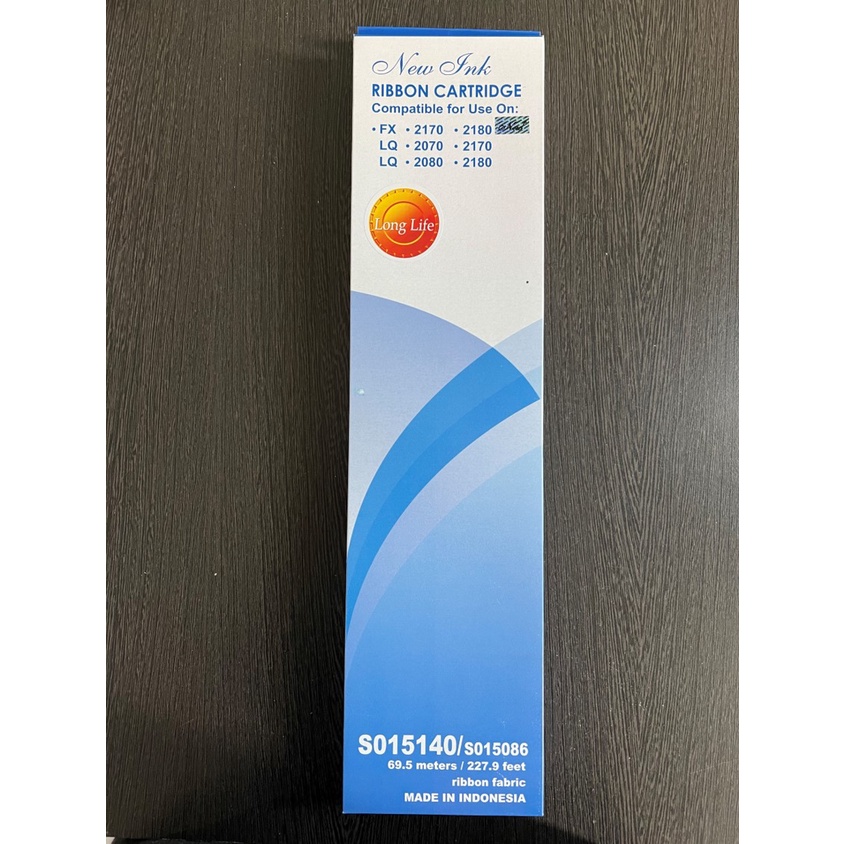 New Ink
RIBBON CARTRIDGE
Compatible for Use On:
• FX • 2170 • 2180
LQ • 2070 • 2170
LQ • 2080 • 2180
Long Life
S015140/S015086
69.5 meters / 227.9 feet
ribbon fabric
MADE IN INDONESIA